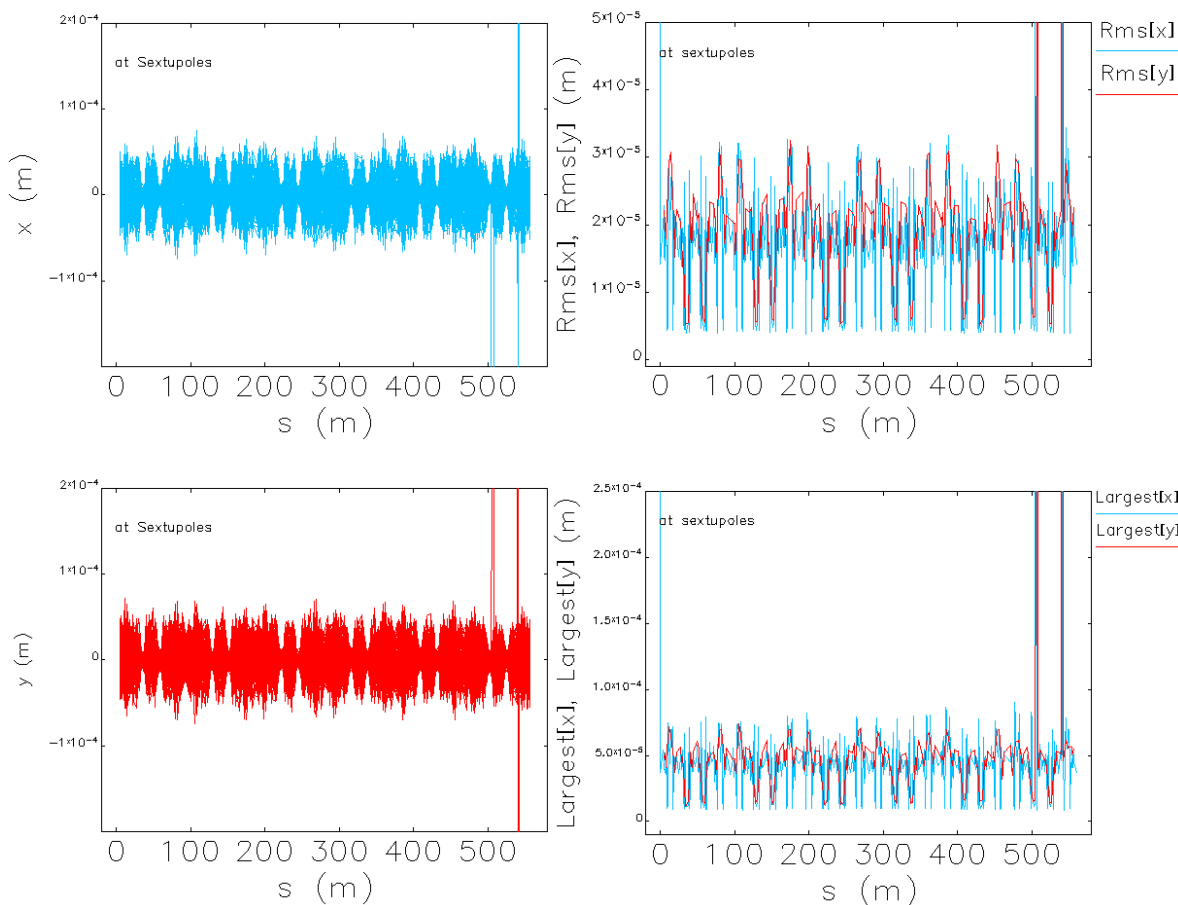 2×10⁻⁴
at Sextupoles
1×10⁻⁴
x (m)
0
−1×10⁻⁴
0 100 200 300 400 500
s (m)
5×10⁻⁵
at sextupoles
4×10⁻⁵
Rms[x], Rms[y] (m)
3×10⁻⁵
2×10⁻⁵
1×10⁻⁵
0
0 100 200 300 400 500
s (m)
Rms[x]
Rms[y]
2×10⁻⁴
at Sextupoles
1×10⁻⁴
y (m)
0
−1×10⁻⁴
0 100 200 300 400 500
s (m)
2.5×10⁻⁴
at sextupoles
2.0×10⁻⁴
Largest[x], Largest[y] (m)
1.5×10⁻⁴
1.0×10⁻⁴
5.0×10⁻⁵
0
0 100 200 300 400 500
s (m)
Largest[x]
Largest[y]